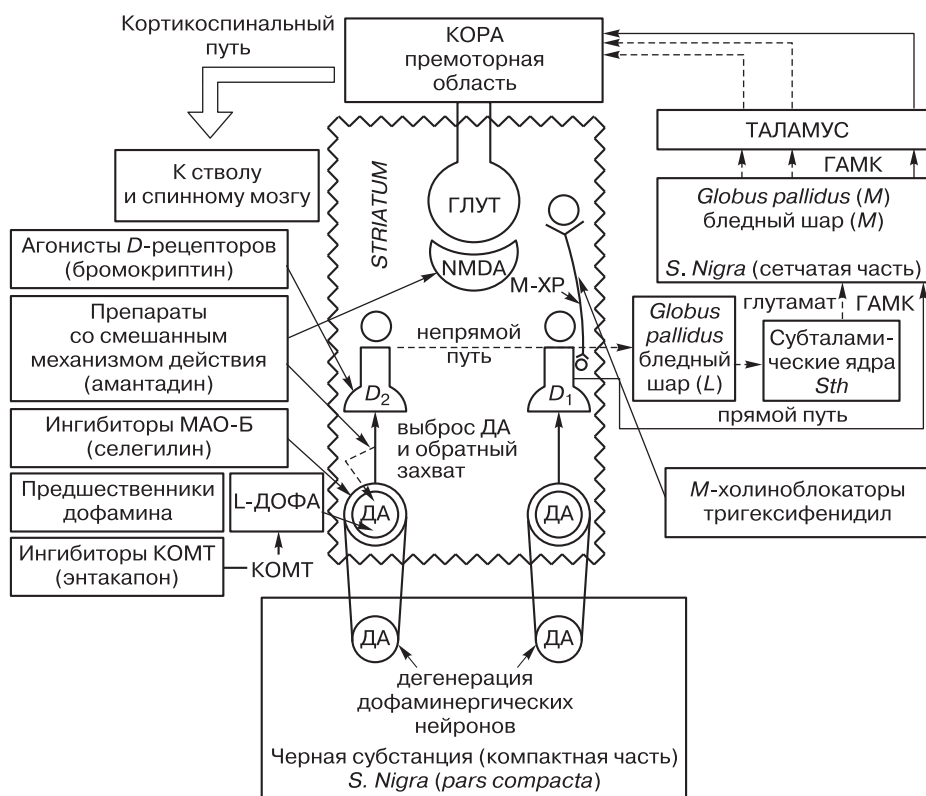 Кортикоспинальный
путь
КОРА
премоторная
область
ТАЛАМУС
ГАМК
К стволу
и спинному мозгу
STRIATUM
ГЛУТ
NMDA
М-ХР
Globus pallidus (M)
бледный шар (M)
S. Nigra (сетчатая часть)
глутамат
ГАМК
Агонисты D-рецепторов
(бромокриптин)
Препараты
со смешанным
механизмом действия
(амантадин)
непрямой
путь
Globus
pallidus
бледный
шар (L)
Субталами-
ческие ядра
Sth
D2
D1
прямой путь
Ингибиторы МАО-Б
(селегилин)
выброс ДА
и обратный
захват
Предшественники
дофамина
L-ДОФА
ДА
ДА
М-холиноблокаторы
тригексифенидил
Ингибиторы КОМТ
(энтакапон)
КОМТ
ДА
ДА
дегенерация
дофаминергических
нейронов
Черная субстанция (компактная часть)
S. Nigra (pars compacta)